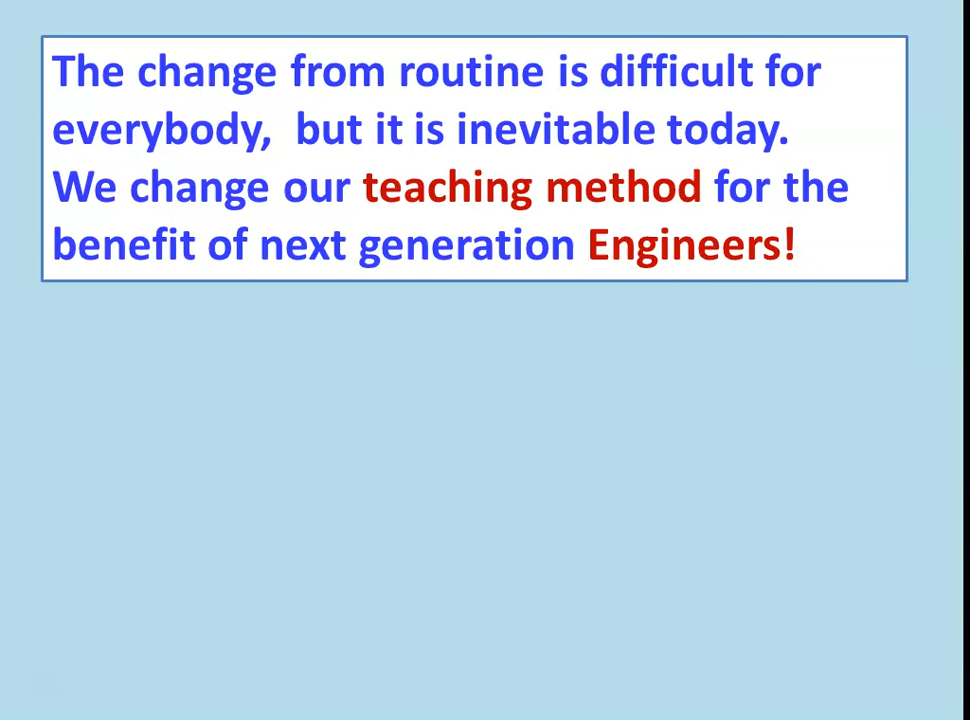 The change from routine is difficult for
everybody,  but it is inevitable today.
We change our teaching method for the
benefit of next generation Engineers!